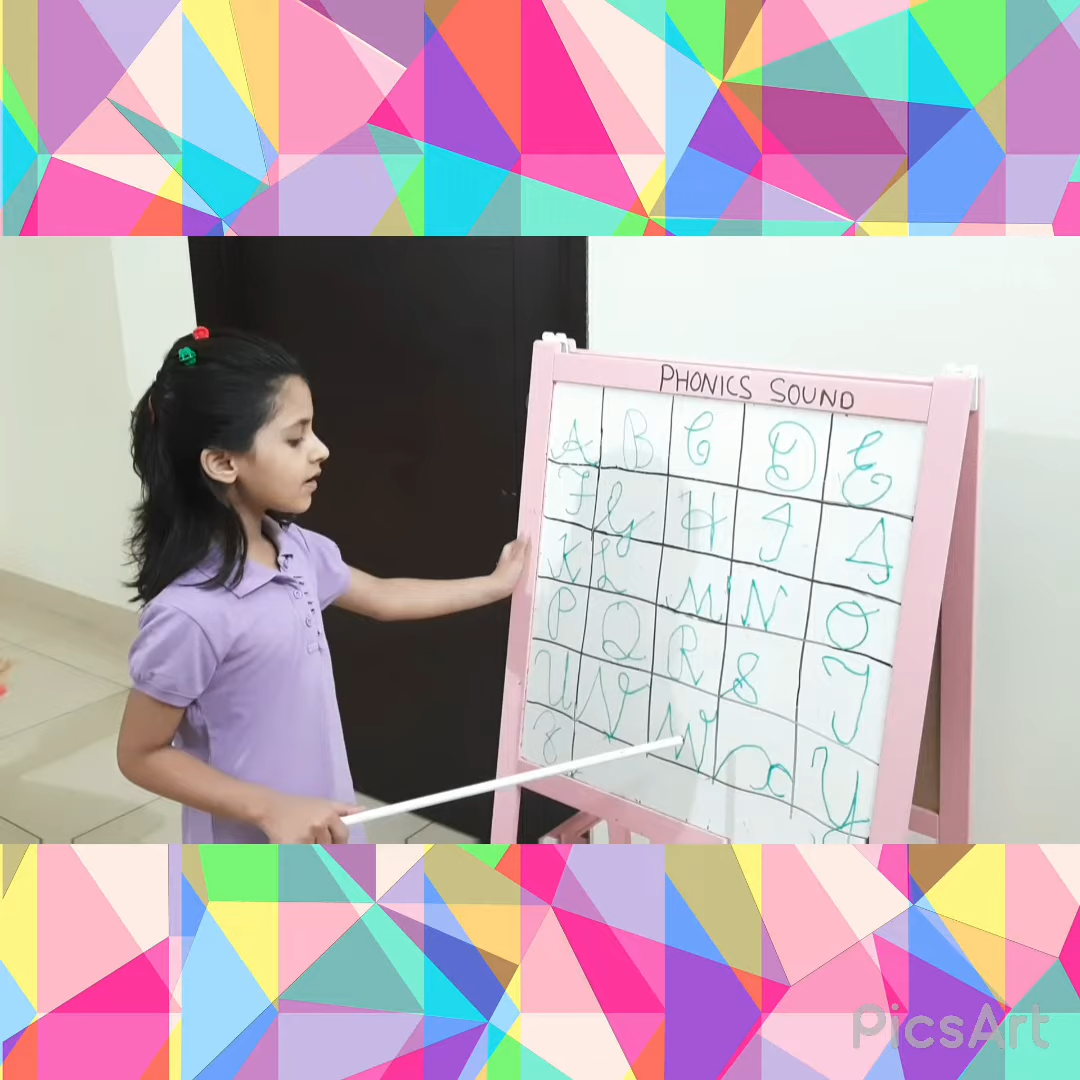 PHONICS SOUND
A B C D E
F G H I J
K L M N O
P Q R S T
U V W X Y
Z
PicsArt